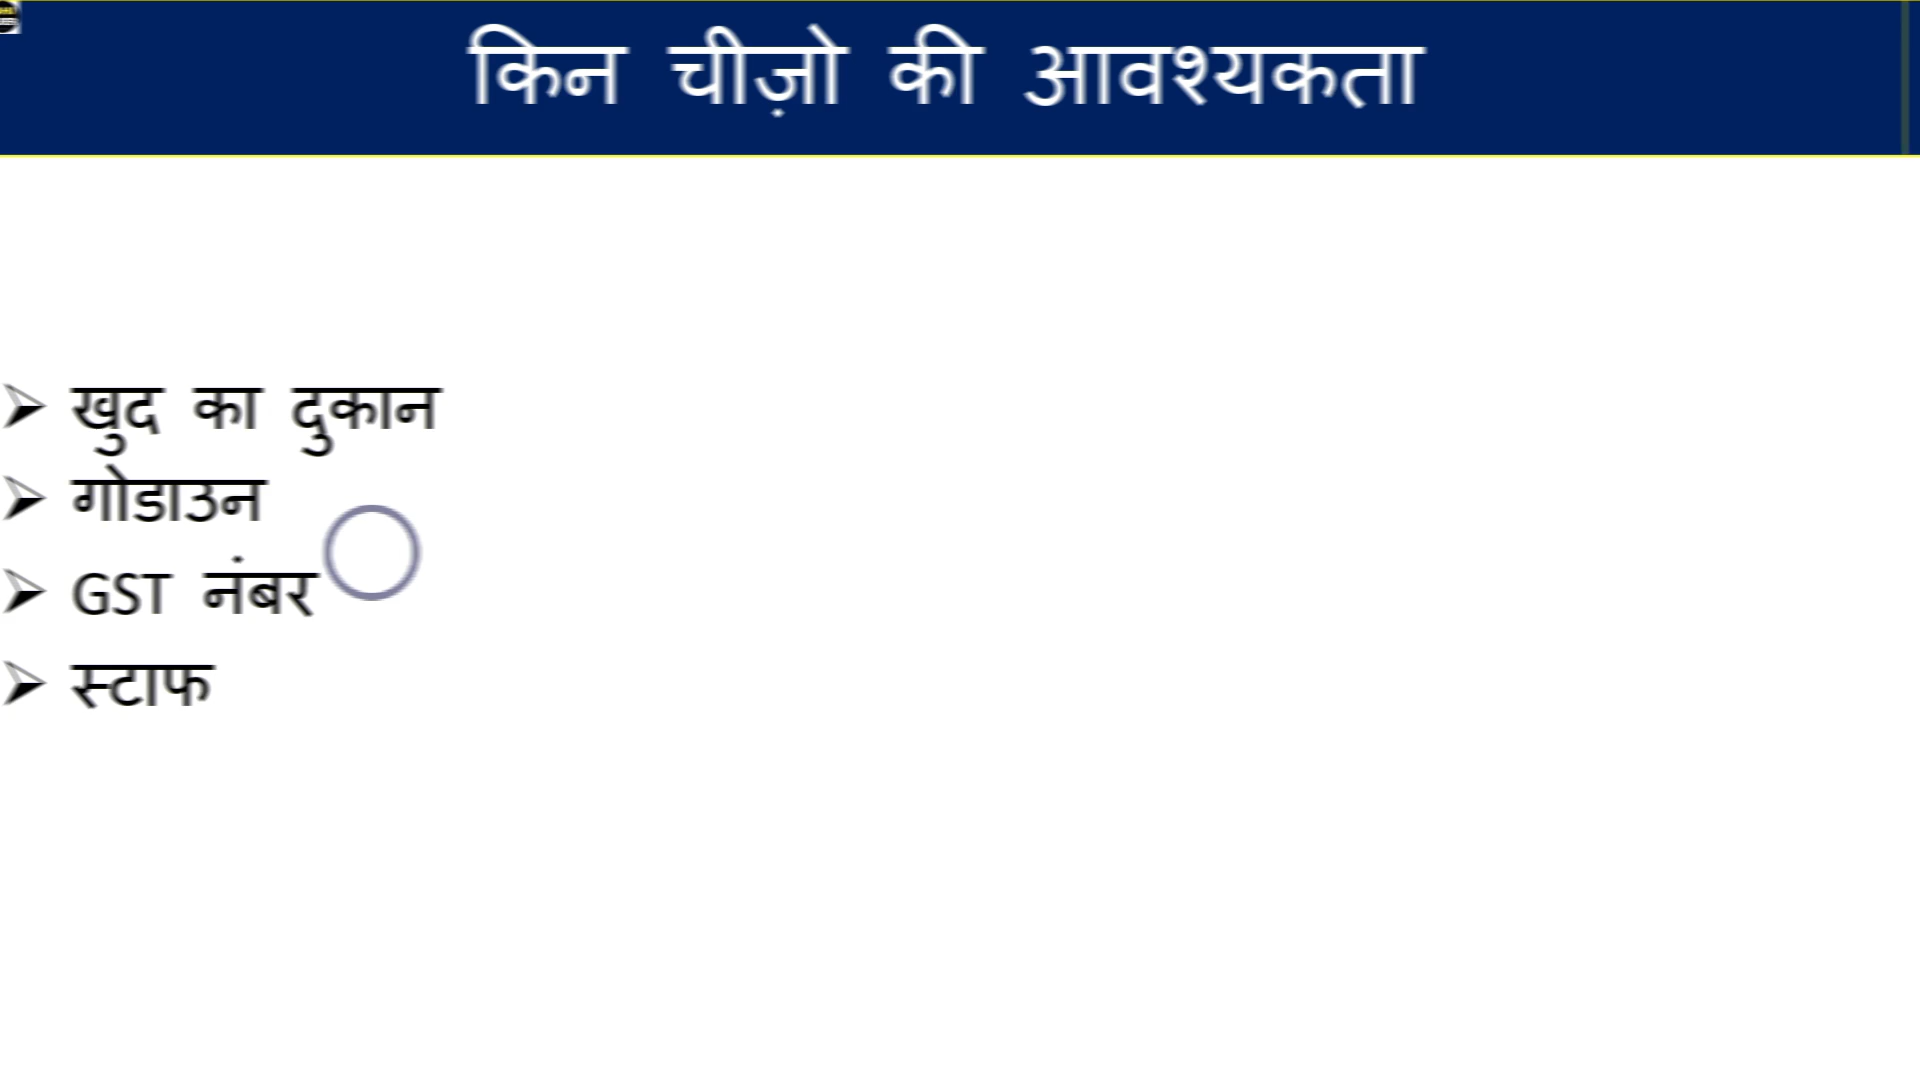 किन चीज़ो की आवश्यकता
खुद का दुकान
गोडाउन
GST नंबर
स्टाफ